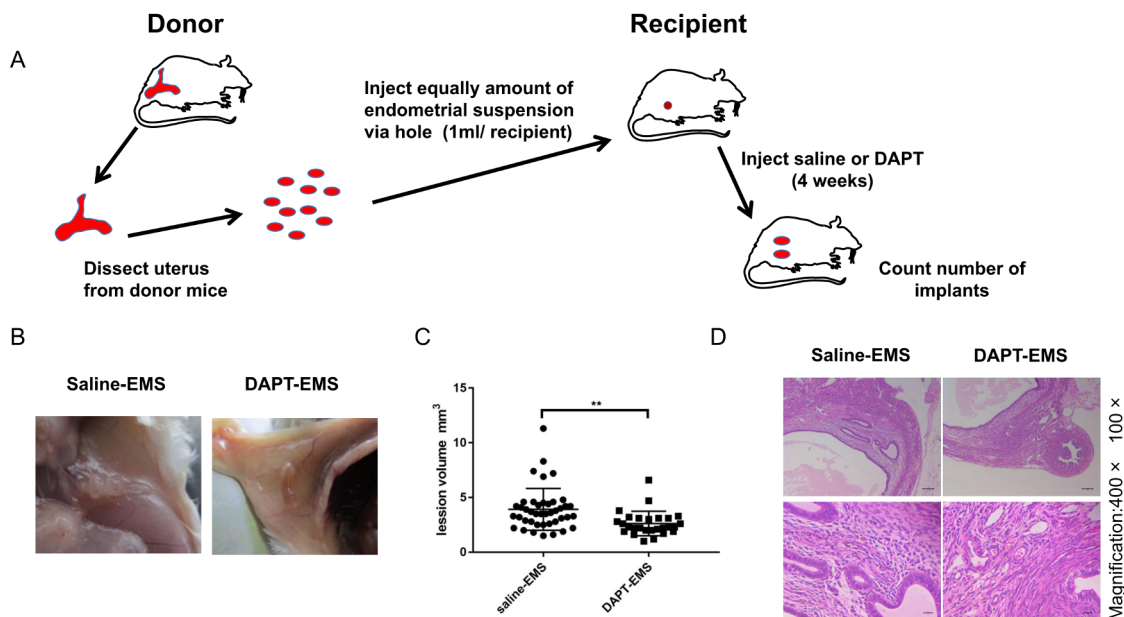 Donor
Recipient
A
Inject equally amount of
endometrial suspension
via hole (1ml/ recipient)
Inject saline or DAPT
(4 weeks)
Dissect uterus
from donor mice
Count number of
implants
B
Saline-EMS
DAPT-EMS
C
lession volume mm³
15
10
5
0
**
saline-EMS
DAPT-EMS
D
Saline-EMS
DAPT-EMS
Magnification:400 × 100 ×